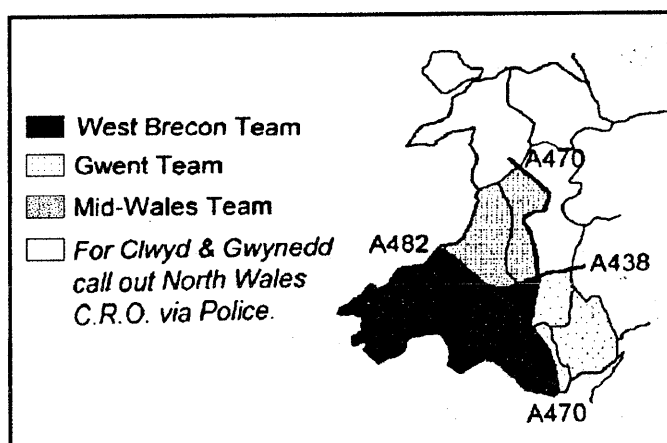 West Brecon Team
Gwent Team
Mid-Wales Team
For Clwyd & Gwynedd
call out North Wales
C.R.O. via Police.
A470
A482
A438
A470